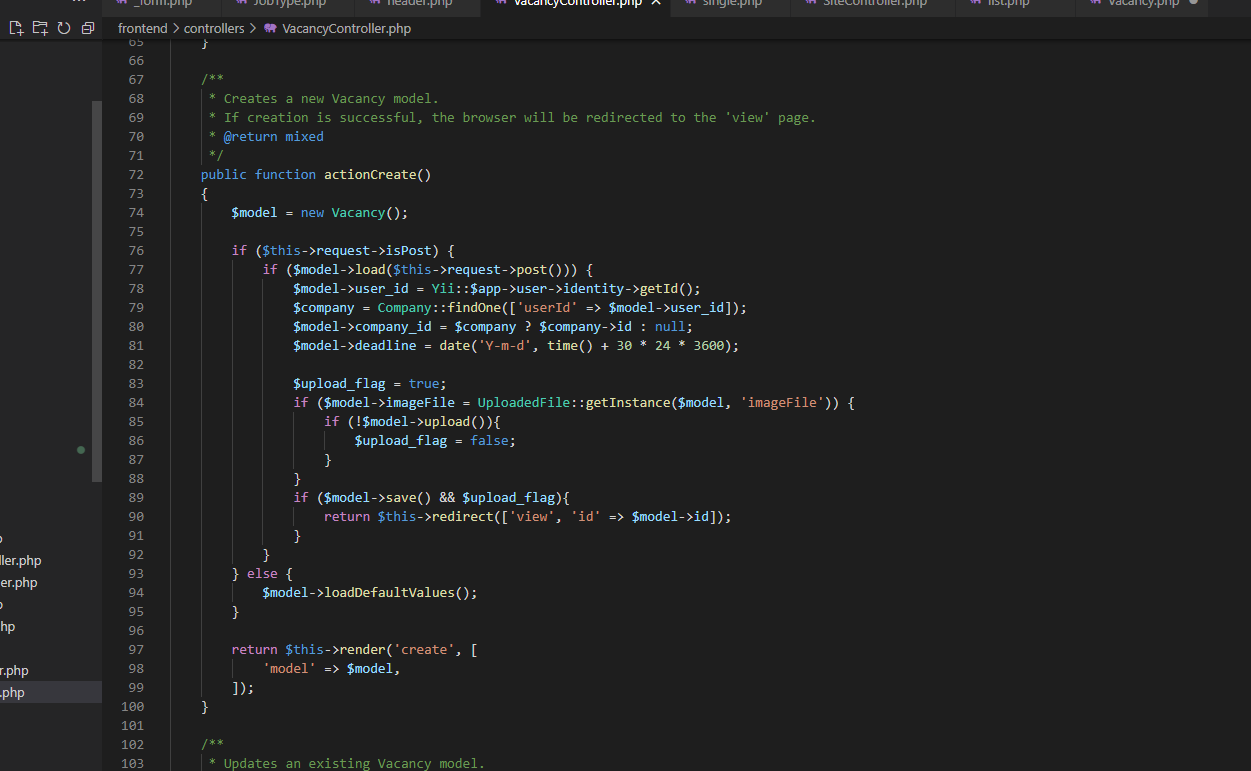 _form.php JobType.php header.php VacancyController.php single.php SiteController.php list.php Vacancy.php
frontend > controllers > VacancyController.php
65 }
66
67 /**
68 * Creates a new Vacancy model.
69 * If creation is successful, the browser will be redirected to the 'view' page.
70 * @return mixed
71 */
72 public function actionCreate()
73 {
74 $model = new Vacancy();
75
76 if ($this->request->isPost) {
77 if ($model->load($this->request->post())) {
78 $model->user_id = Yii::$app->user->identity->getId();
79 $company = Company::findOne(['userId' => $model->user_id]);
80 $model->company_id = $company ? $company->id : null;
81 $model->deadline = date('Y-m-d', time() + 30 * 24 * 3600);
82
83 $upload_flag = true;
84 if ($model->imageFile = UploadedFile::getInstance($model, 'imageFile')) {
85 if (!$model->upload()){
86 $upload_flag = false;
87 }
88 }
89 if ($model->save() && $upload_flag){
90 return $this->redirect(['view', 'id' => $model->id]);
91 }
92 }
93 } else {
94 $model->loadDefaultValues();
95 }
96
97 return $this->render('create', [
98 'model' => $model,
99 ]);
100 }
101
102 /**
103 * Updates an existing Vacancy model.
ller.php
er.php
hp
r.php
.php